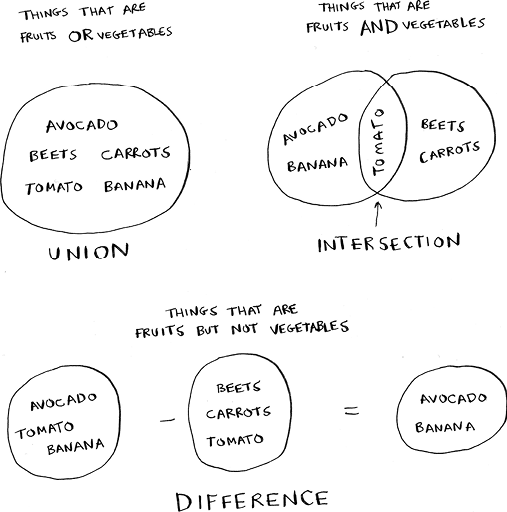 THINGS THAT ARE
FRUITS OR VEGETABLES
AVOCADO
BEETS CARROTS
TOMATO BANANA
UNION
THINGS THAT ARE
FRUITS AND VEGETABLES
AVOCADO
BANANA
TOMATO
BEETS
CARROTS
INTERSECTION
THINGS THAT ARE
FRUITS BUT NOT VEGETABLES
AVOCADO
TOMATO
BANANA
–
BEETS
CARROTS
TOMATO
=
AVOCADO
BANANA
DIFFERENCE